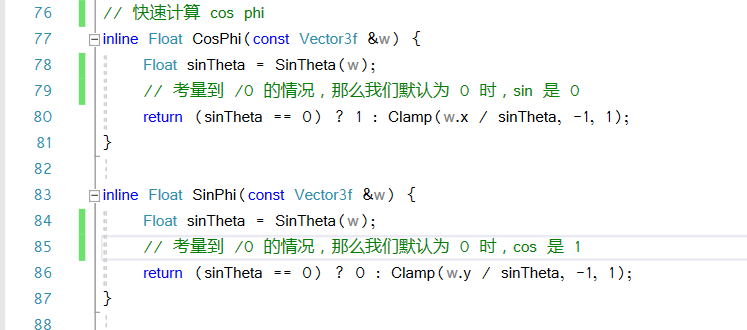 76 // 快速计算 cos phi
77 inline Float CosPhi(const Vector3f &w) {
78 Float sinTheta = SinTheta(w);
79 // 考量到 /0 的情况，那么我们默认为 0 时，sin 是 0
80 return (sinTheta == 0) ? 1 : Clamp(w.x / sinTheta, -1, 1);
81 }
82
83 inline Float SinPhi(const Vector3f &w) {
84 Float sinTheta = SinTheta(w);
85 // 考量到 /0 的情况，那么我们默认为 0 时，cos 是 1
86 return (sinTheta == 0) ? 0 : Clamp(w.y / sinTheta, -1, 1);
87 }
88